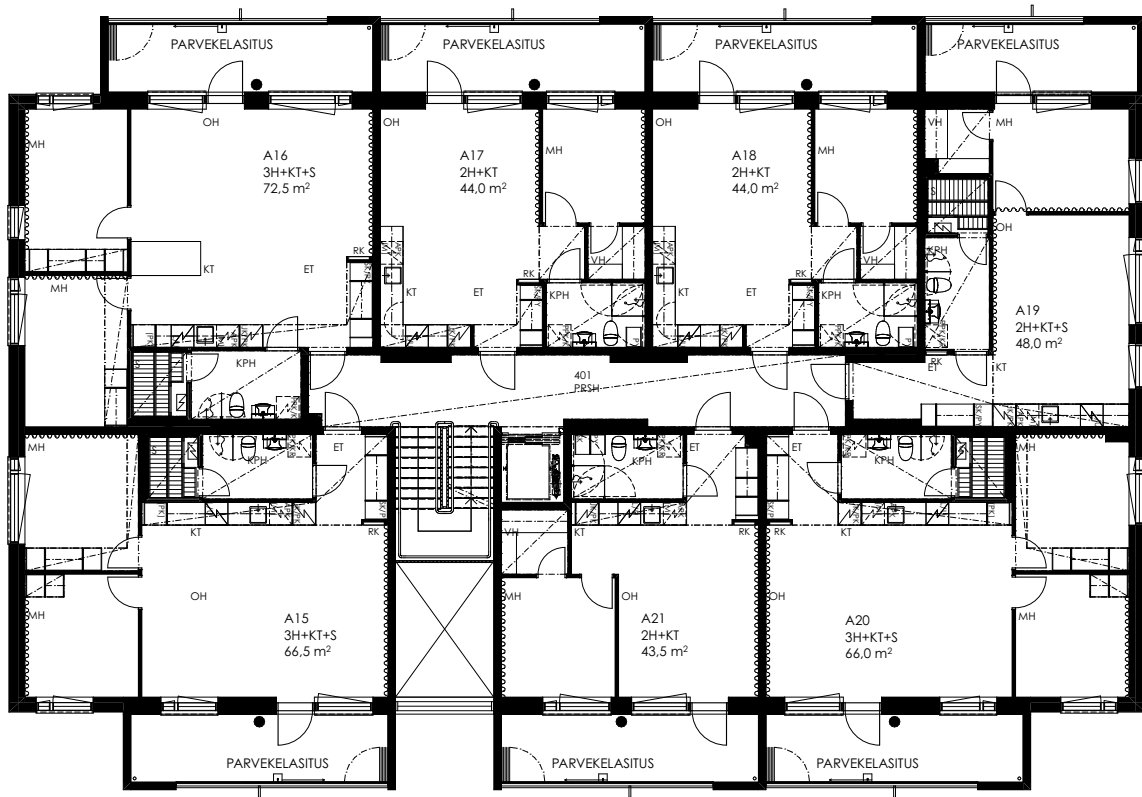 PARVEKELASITUS
PARVEKELASITUS
PARVEKELASITUS
PARVEKELASITUS
OH
OH
OH
VH
MH
MH
A16
3H+KT+S
72,5 m²
A17
2H+KT
44,0 m²
MH
A18
2H+KT
44,0 m²
MH
S
OH
KPH
RK
RK
RK
VH
VH
KT
ET
KT
ET
KT
ET
MH
KPH
KPH
A19
2H+KT+S
48,0 m²
S
KPH
401
PRSH
RK
ET
KT
MH
S
KPH
ET
KPH
ET
ET
KPH
MH
KT
RK
VH
KT
RK
RK
KT
MH
OH
A15
3H+KT+S
66,5 m²
MH
OH
A21
2H+KT
43,5 m²
OH
A20
3H+KT+S
66,0 m²
MH
PARVEKELASITUS
PARVEKELASITUS
PARVEKELASITUS